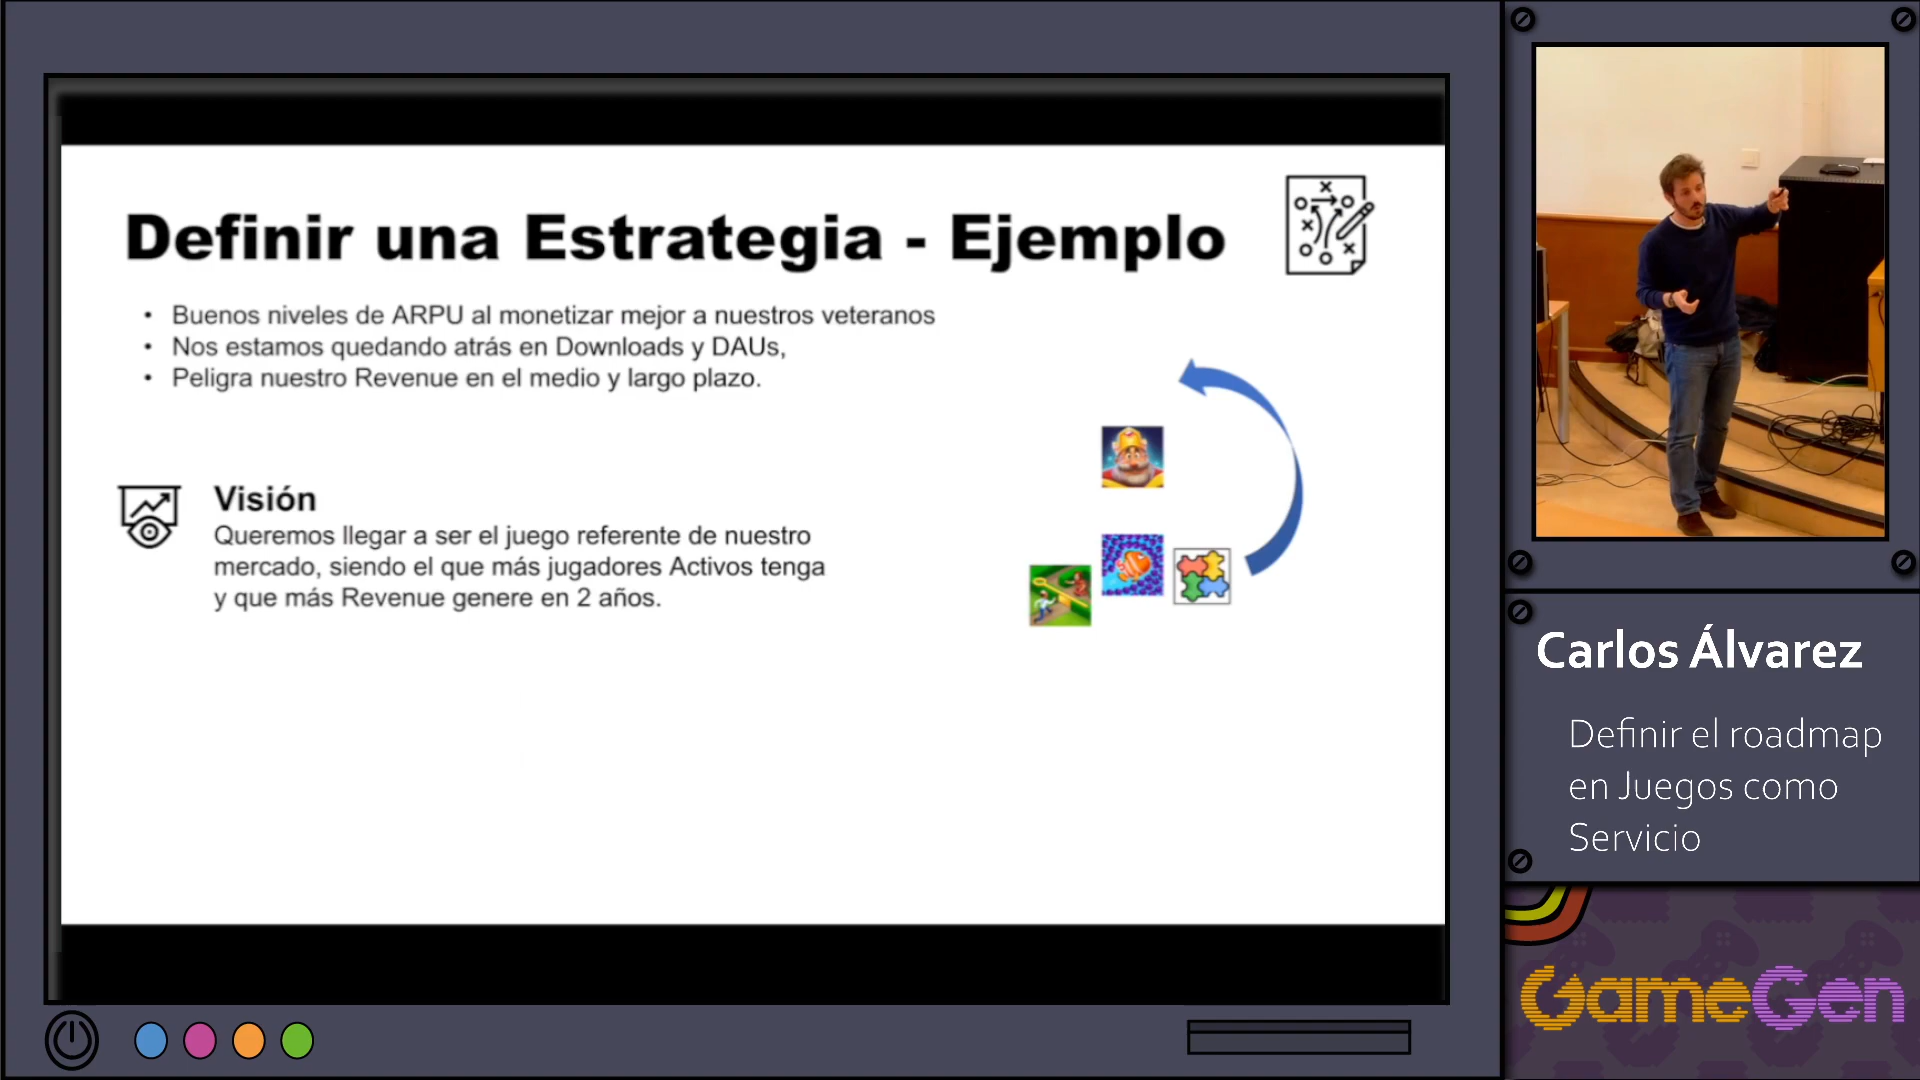 Definir una Estrategia - Ejemplo
• Buenos niveles de ARPU al monetizar mejor a nuestros veteranos
• Nos estamos quedando atrás en Downloads y DAUs,
• Peligra nuestro Revenue en el medio y largo plazo.
Visión
Queremos llegar a ser el juego referente de nuestro
mercado, siendo el que más jugadores Activos tenga
y que más Revenue genere en 2 años.
Carlos Álvarez
Definir el roadmap
en Juegos como
Servicio
GameGen